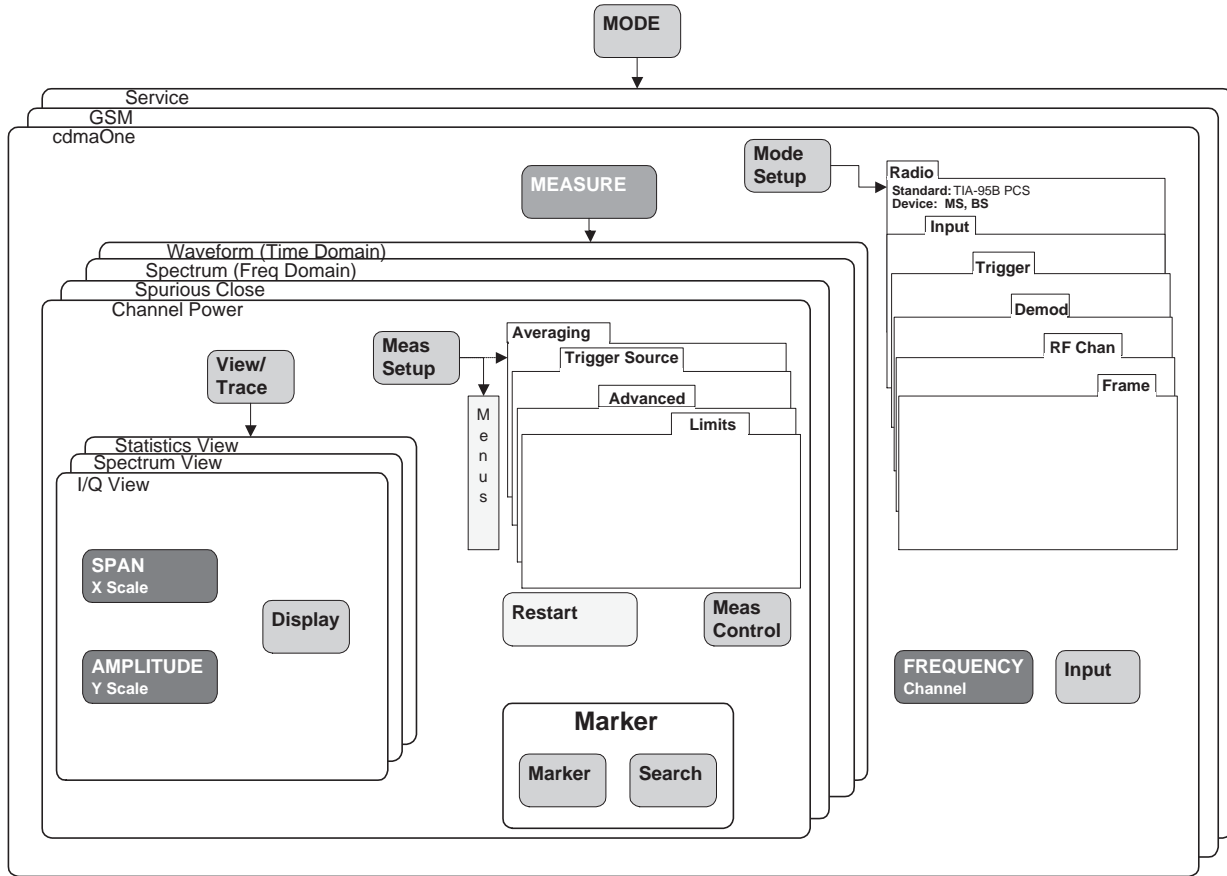 MODE
Service
GSM
cdmaOne
Mode
Setup
Radio
Standard: TIA-95B PCS
Device: MS, BS
Input
Trigger
Demod
RF Chan
Frame
MEASURE
Waveform (Time Domain)
Spectrum (Freq Domain)
Spurious Close
Channel Power
Meas
Setup
Averaging
Trigger Source
Advanced
Limits
Menus
View/
Trace
Statistics View
Spectrum View
I/Q View
SPAN
X Scale
Display
AMPLITUDE
Y Scale
Restart
Meas
Control
FREQUENCY
Channel
Input
Marker
Marker
Search